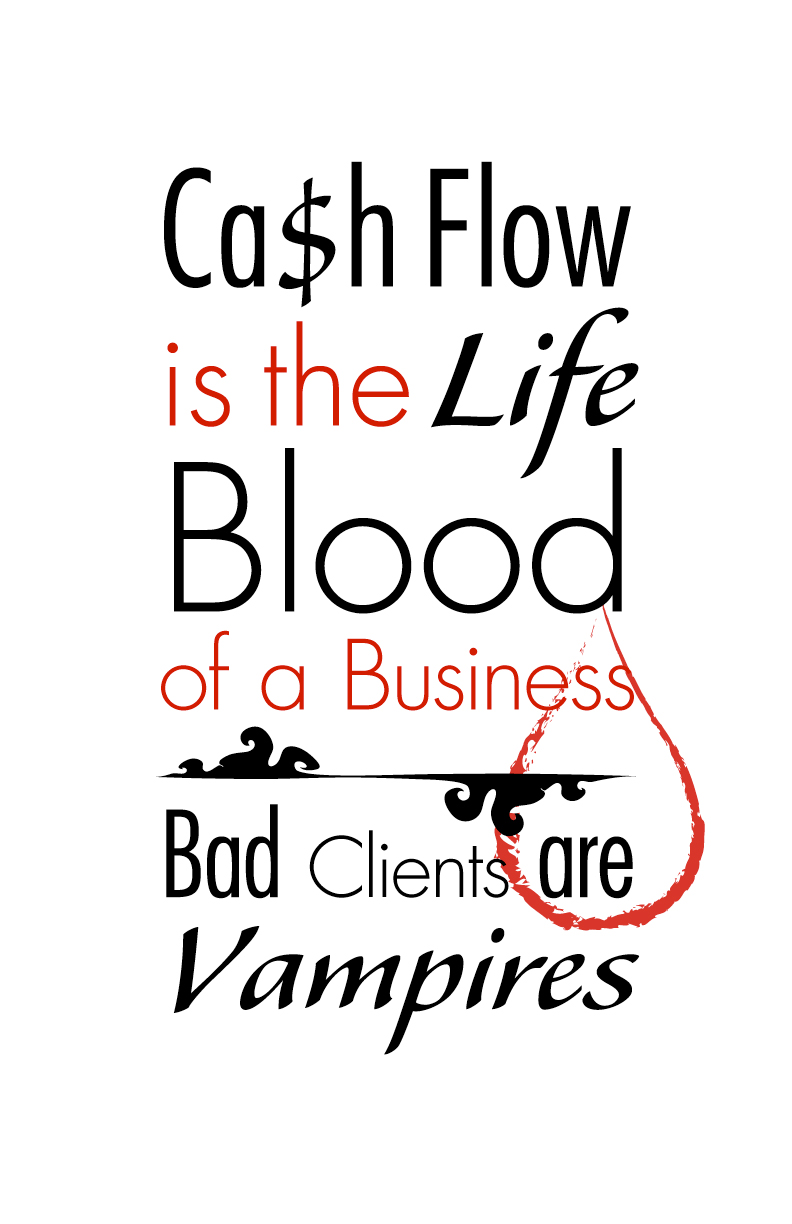 Ca$h Flow
is the Life
Blood
of a Business
Bad Clients are
Vampires